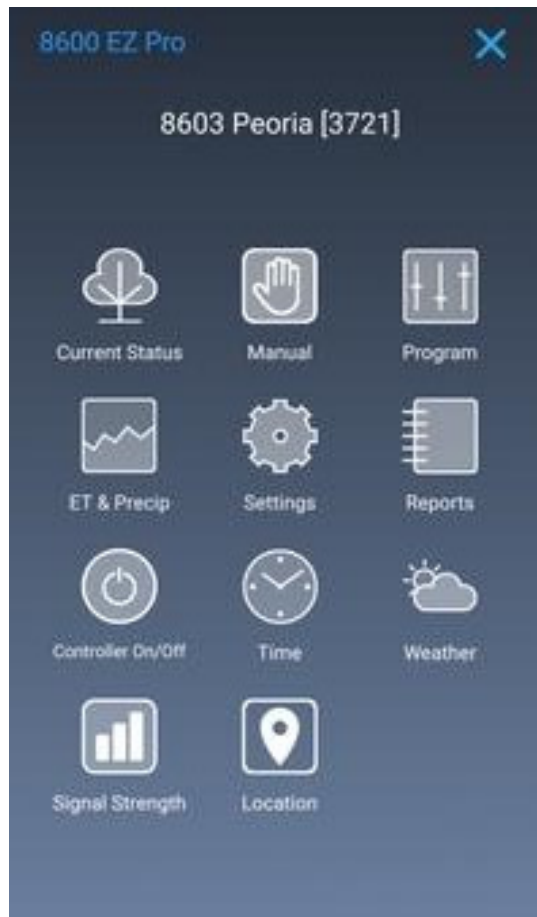 8600 EZ Pro
8603 Peoria [3721]
Current Status
Manual
Program
ET & Precip
Settings
Reports
Controller On/Off
Time
Weather
Signal Strength
Location